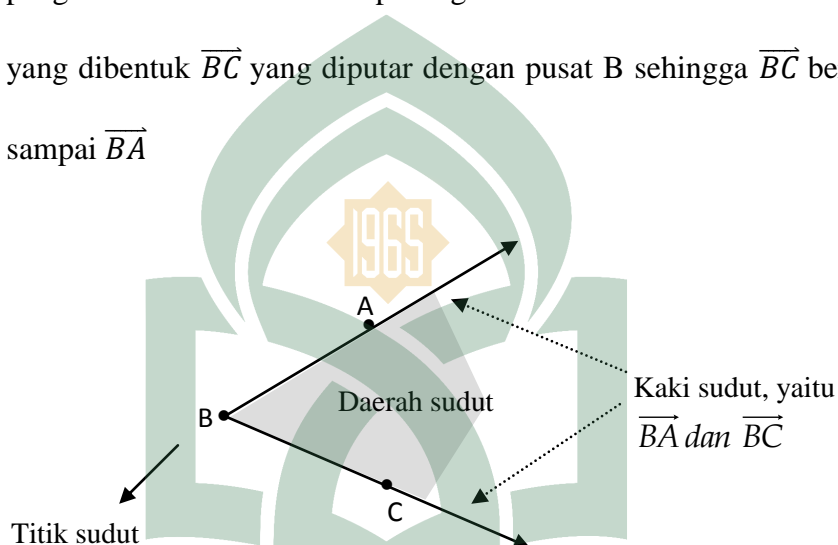 yang dibentuk BC yang diputar dengan pusat B sehingga BC be
sampai BA
1965
A
B
Daerah sudut
Kaki sudut, yaitu
BA dan BC
C
Titik sudut